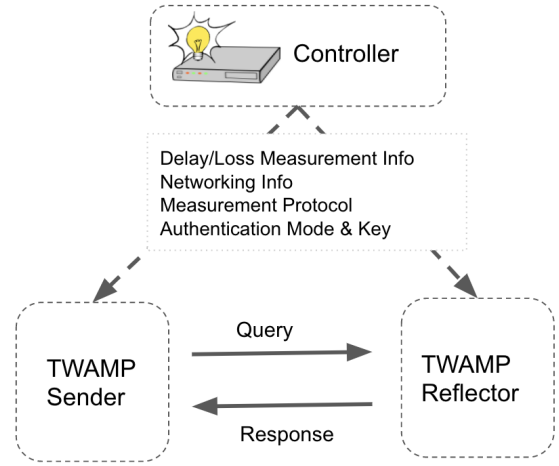 Controller
Delay/Loss Measurement Info
Networking Info
Measurement Protocol
Authentication Mode & Key
Query
TWAMP
Sender
TWAMP
Reflector
Response